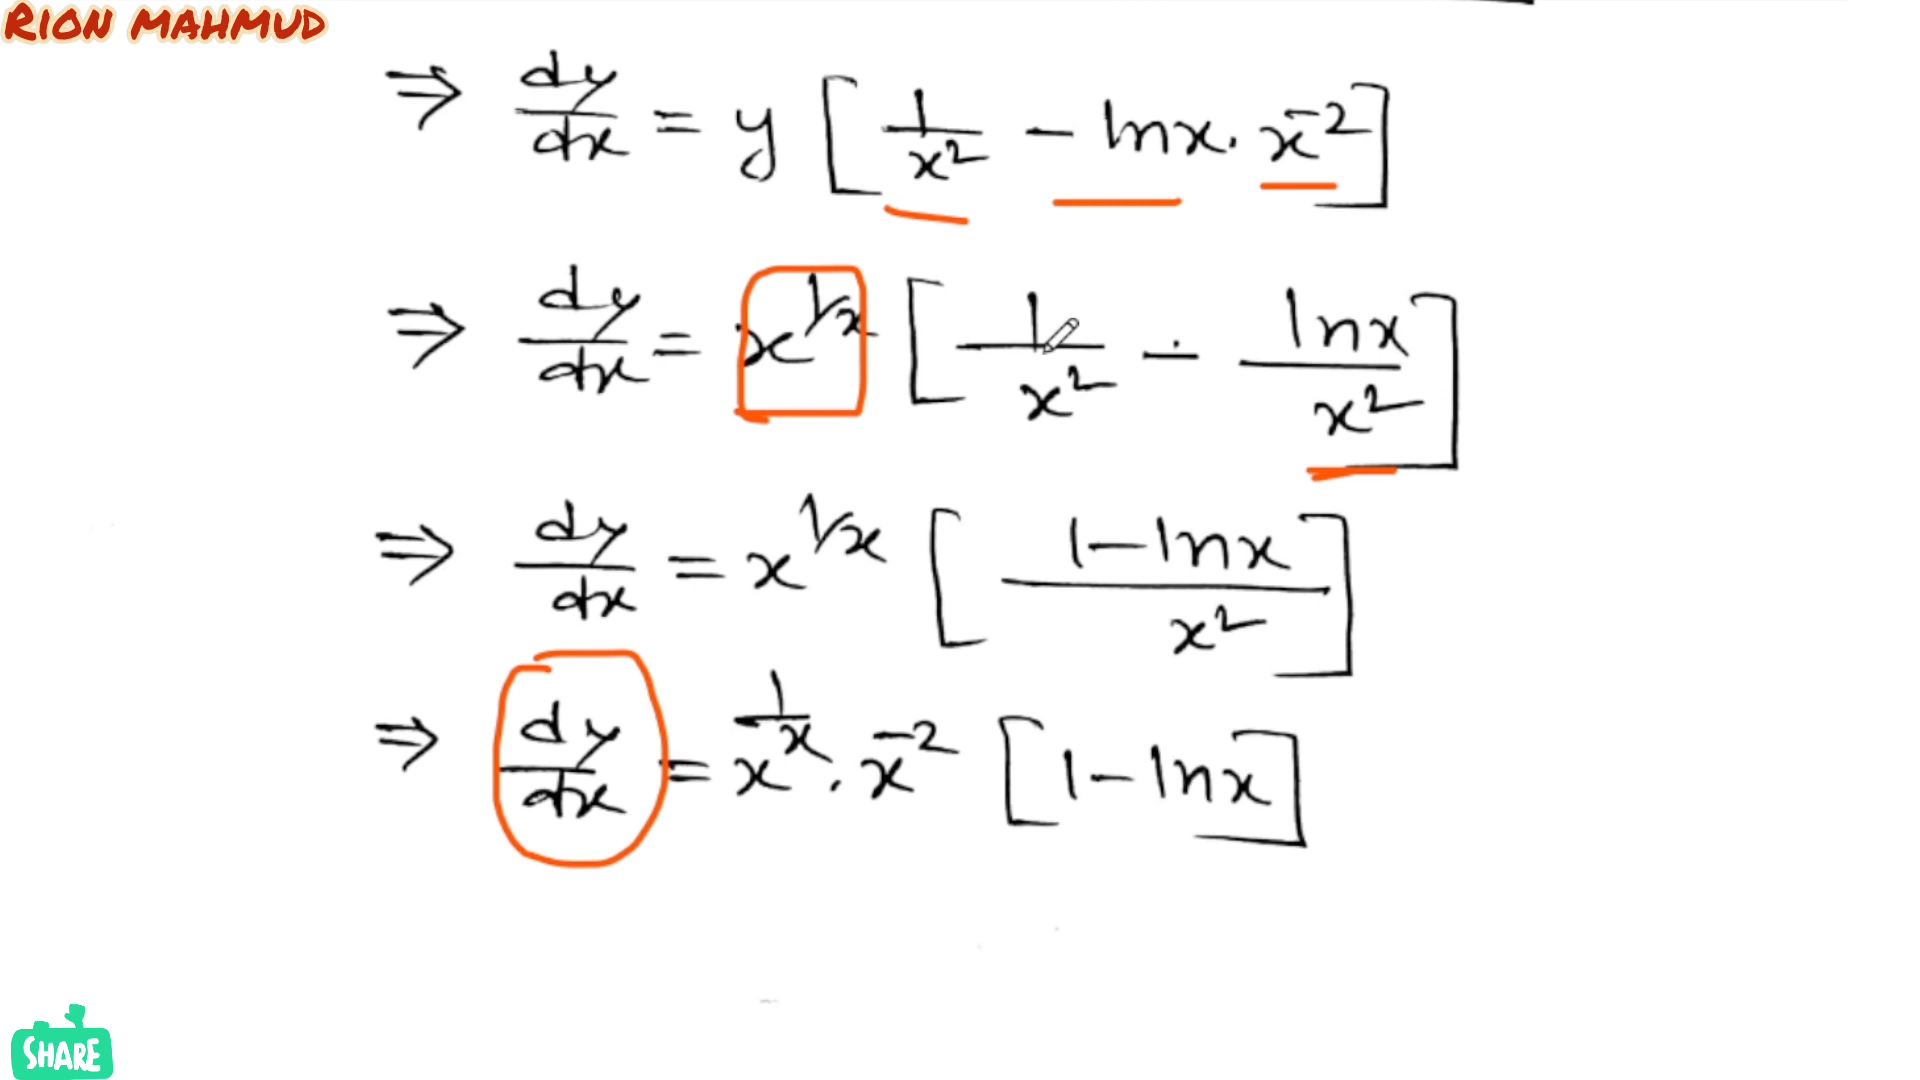 RION MAHMUD
⇒ dy/dx = y [ 1/x² − lnx · x⁻² ]
⇒ dy/dx = x^(1/x) [ 1/x² − lnx/x² ]
⇒ dy/dx = x^(1/x) [ (1−lnx)/x² ]
⇒ dy/dx = x^(1/x) · x⁻² [ 1−lnx ]
SHARE